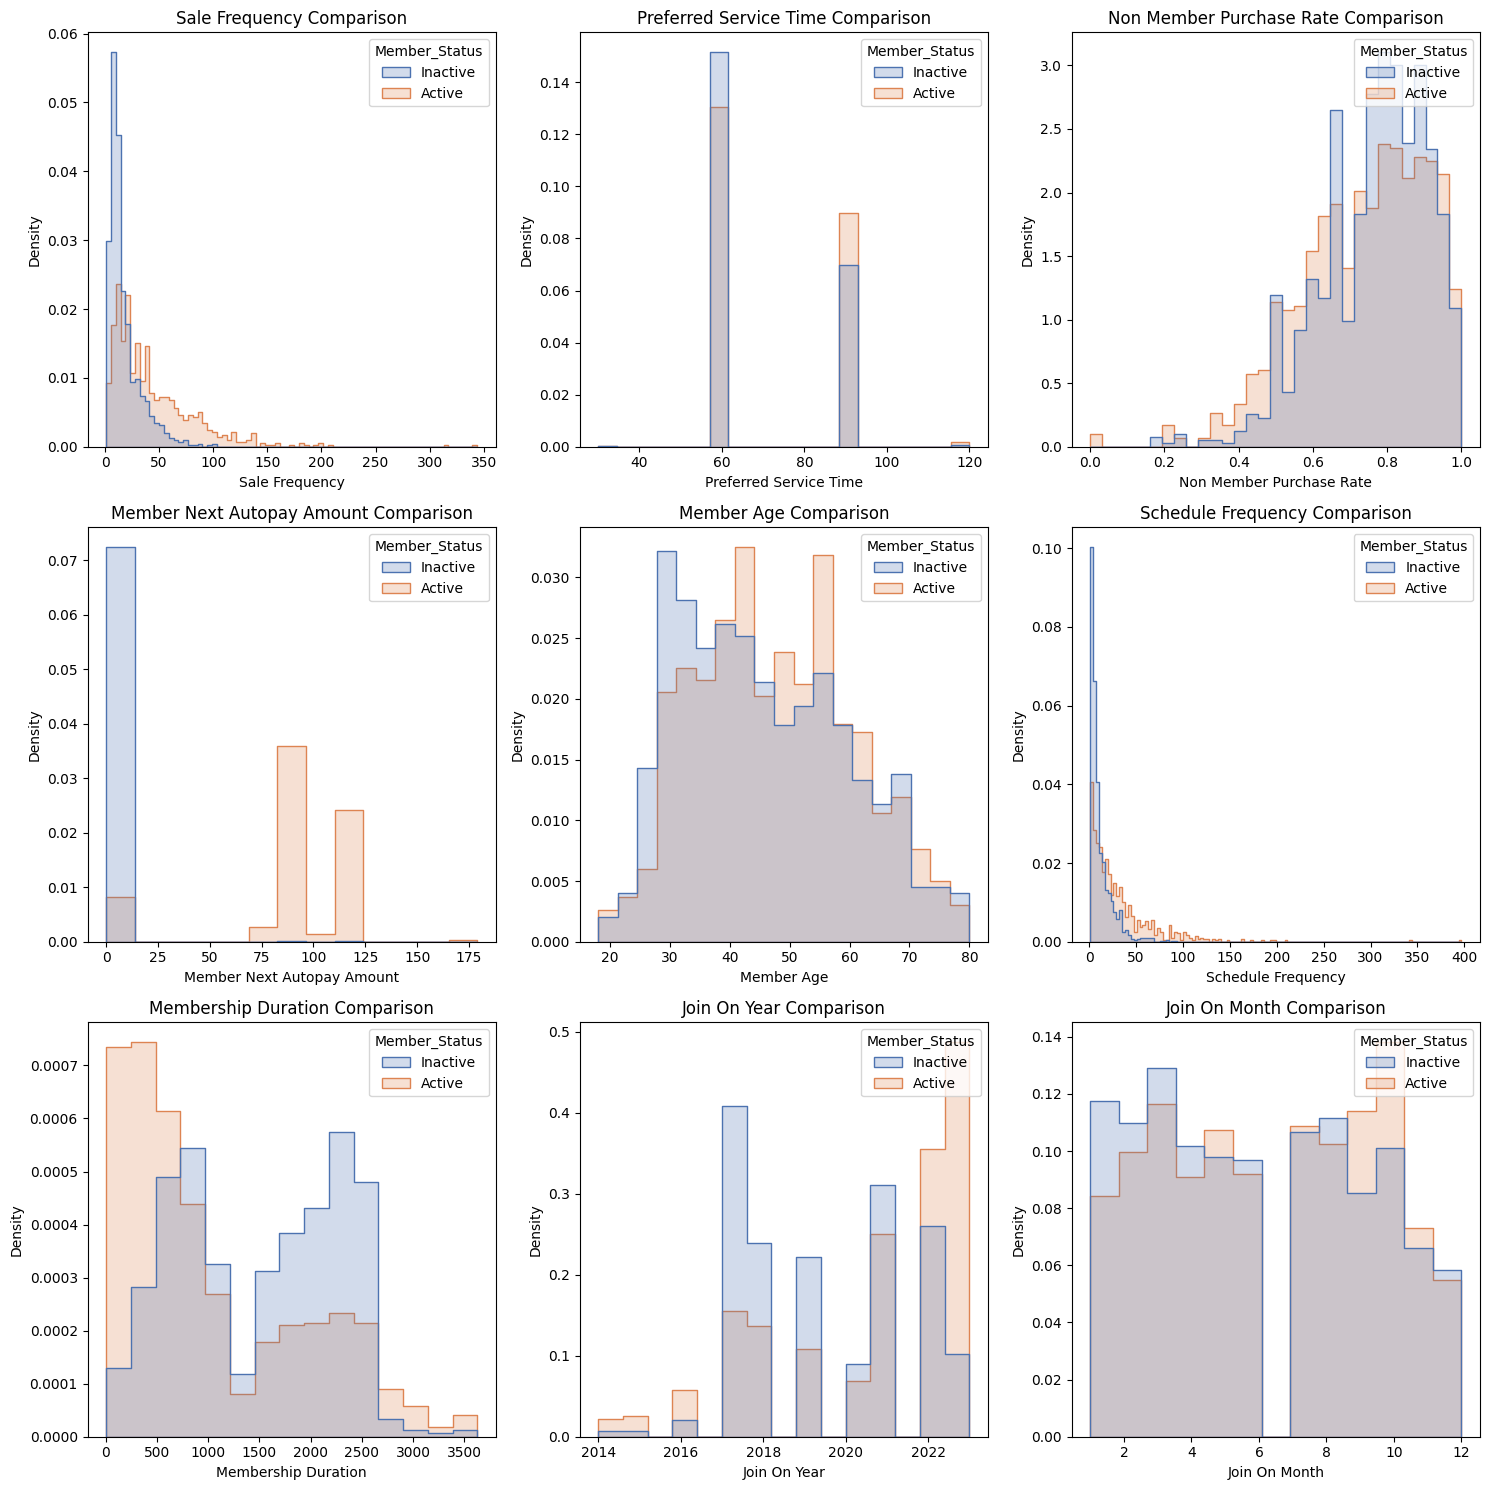 Sale Frequency Comparison
Member_Status
Inactive
Active
0.06
0.05
0.04
0.03
0.02
0.01
0.00
Density
0
50
100
150
200
250
300
350
Sale Frequency
Preferred Service Time Comparison
Member_Status
Inactive
Active
0.14
0.12
0.10
0.08
0.06
0.04
0.02
0.00
Density
40
60
80
100
120
Preferred Service Time
Non Member Purchase Rate Comparison
Member_Status
Inactive
Active
3.0
2.5
2.0
1.5
1.0
0.5
0.0
Density
0.0
0.2
0.4
0.6
0.8
1.0
Non Member Purchase Rate
Member Next Autopay Amount Comparison
Member_Status
Inactive
Active
0.07
0.06
0.05
0.04
0.03
0.02
0.01
0.00
Density
0
25
50
75
100
125
150
175
Member Next Autopay Amount
Member Age Comparison
Member_Status
Inactive
Active
0.030
0.025
0.020
0.015
0.010
0.005
0.000
Density
20
30
40
50
60
70
80
Member Age
Schedule Frequency Comparison
Member_Status
Inactive
Active
0.10
0.08
0.06
0.04
0.02
0.00
Density
0
50
100
150
200
250
300
350
400
Schedule Frequency
Membership Duration Comparison
Member_Status
Inactive
Active
0.0007
0.0006
0.0005
0.0004
0.0003
0.0002
0.0001
0.0000
Density
0
500
1000
1500
2000
2500
3000
3500
Membership Duration
Join On Year Comparison
Member_Status
Inactive
Active
0.5
0.4
0.3
0.2
0.1
0.0
Density
2014
2016
2018
2020
2022
Join On Year
Join On Month Comparison
Member_Status
Inactive
Active
0.14
0.12
0.10
0.08
0.06
0.04
0.02
0.00
Density
2
4
6
8
10
12
Join On Month